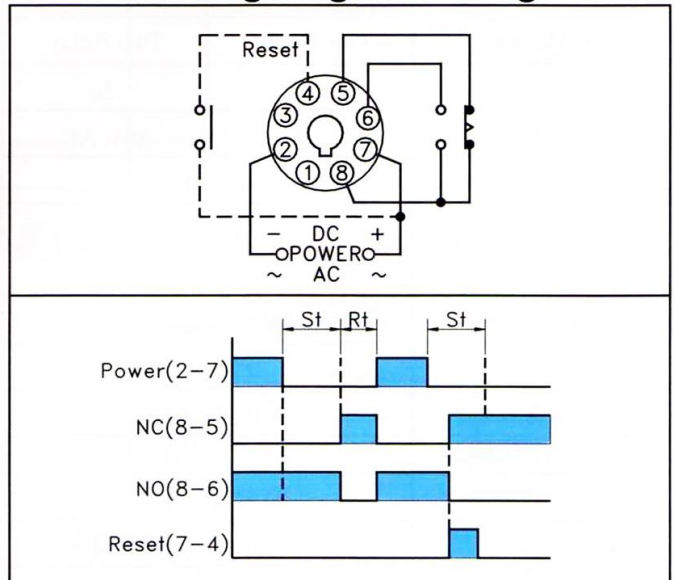 Reset
4 5
3 6
2 7
1 8
− DC +
POWER
~ AC ~
St Rt St
Power(2-7)
NC(8-5)
NO(8-6)
Reset(7-4)